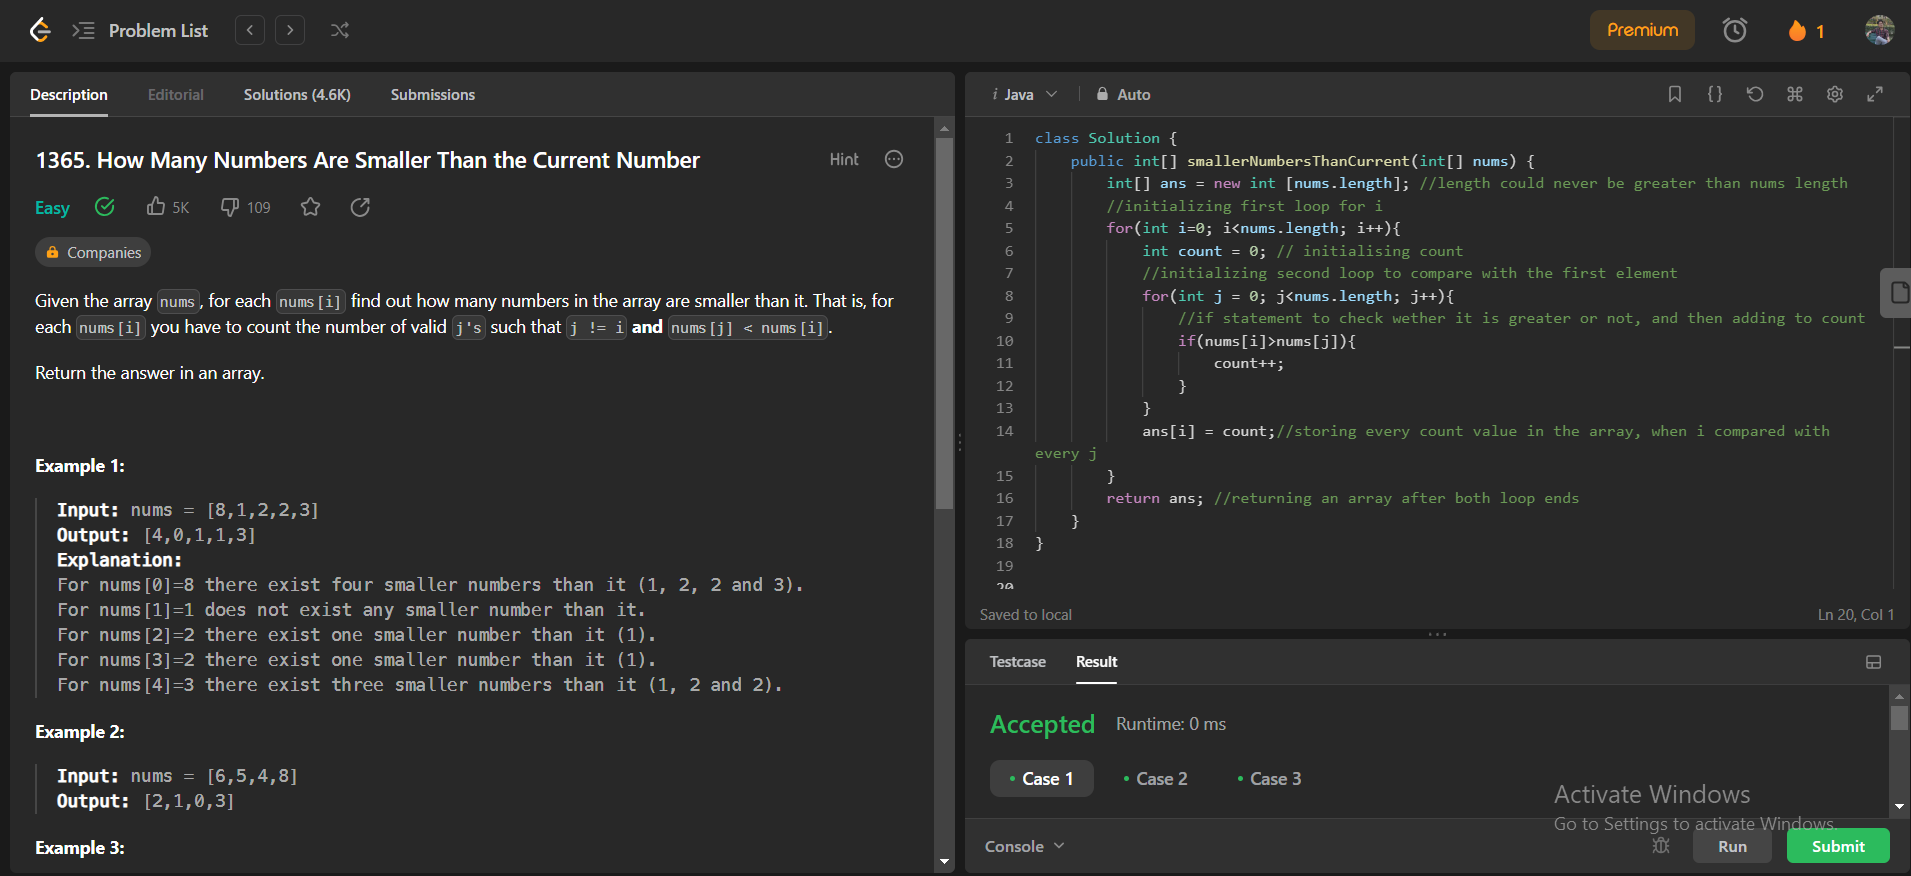 Problem List
Premium
1
Description Editorial Solutions (4.6K) Submissions
1365. How Many Numbers Are Smaller Than the Current Number
Hint
Easy 5K 109
Companies
Given the array nums, for each nums[i] find out how many numbers in the array are smaller than it. That is, for
each nums[i] you have to count the number of valid j's such that j != i and nums[j] < nums[i].
Return the answer in an array.
Example 1:
Input: nums = [8,1,2,2,3]
Output: [4,0,1,1,3]
Explanation:
For nums[0]=8 there exist four smaller numbers than it (1, 2, 2 and 3).
For nums[1]=1 does not exist any smaller number than it.
For nums[2]=2 there exist one smaller number than it (1).
For nums[3]=2 there exist one smaller number than it (1).
For nums[4]=3 there exist three smaller numbers than it (1, 2 and 2).
Example 2:
Input: nums = [6,5,4,8]
Output: [2,1,0,3]
Example 3:
i Java Auto
1 class Solution {
2 public int[] smallerNumbersThanCurrent(int[] nums) {
3 int[] ans = new int [nums.length]; //length could never be greater than nums length
4 //initializing first loop for i
5 for(int i=0; i<nums.length; i++){
6 int count = 0; // initialising count
7 //initializing second loop to compare with the first element
8 for(int j = 0; j<nums.length; j++){
9 //if statement to check wether it is greater or not, and then adding to count
10 if(nums[i]>nums[j]){
11 count++;
12 }
13 }
14 ans[i] = count;//storing every count value in the array, when i compared with
every j
15 }
16 return ans; //returning an array after both loop ends
17 }
18 }
19
20
Saved to local
Ln 20, Col 1
Testcase Result
Accepted Runtime: 0 ms
Case 1 Case 2 Case 3
Activate Windows
Go to Settings to activate Windows.
Console
Run
Submit